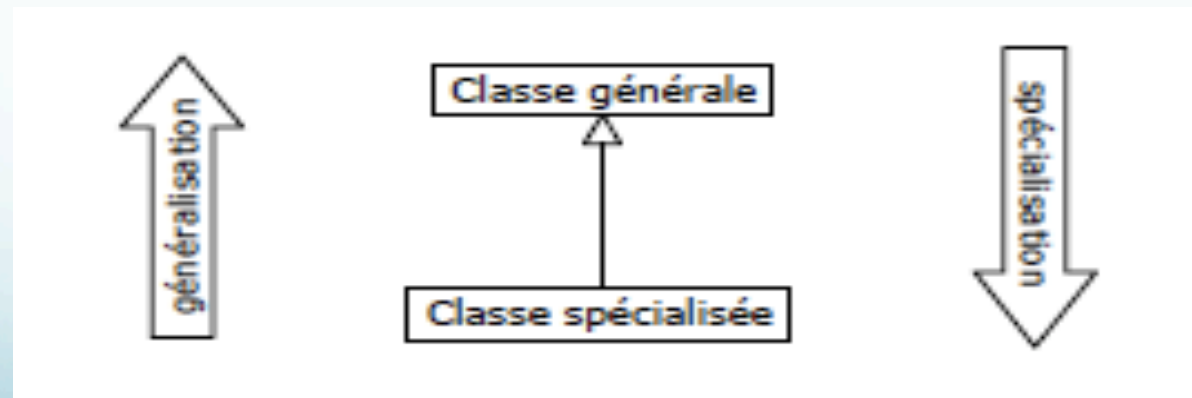 généralisation
Classe générale
Classe spécialisée
spécialisation